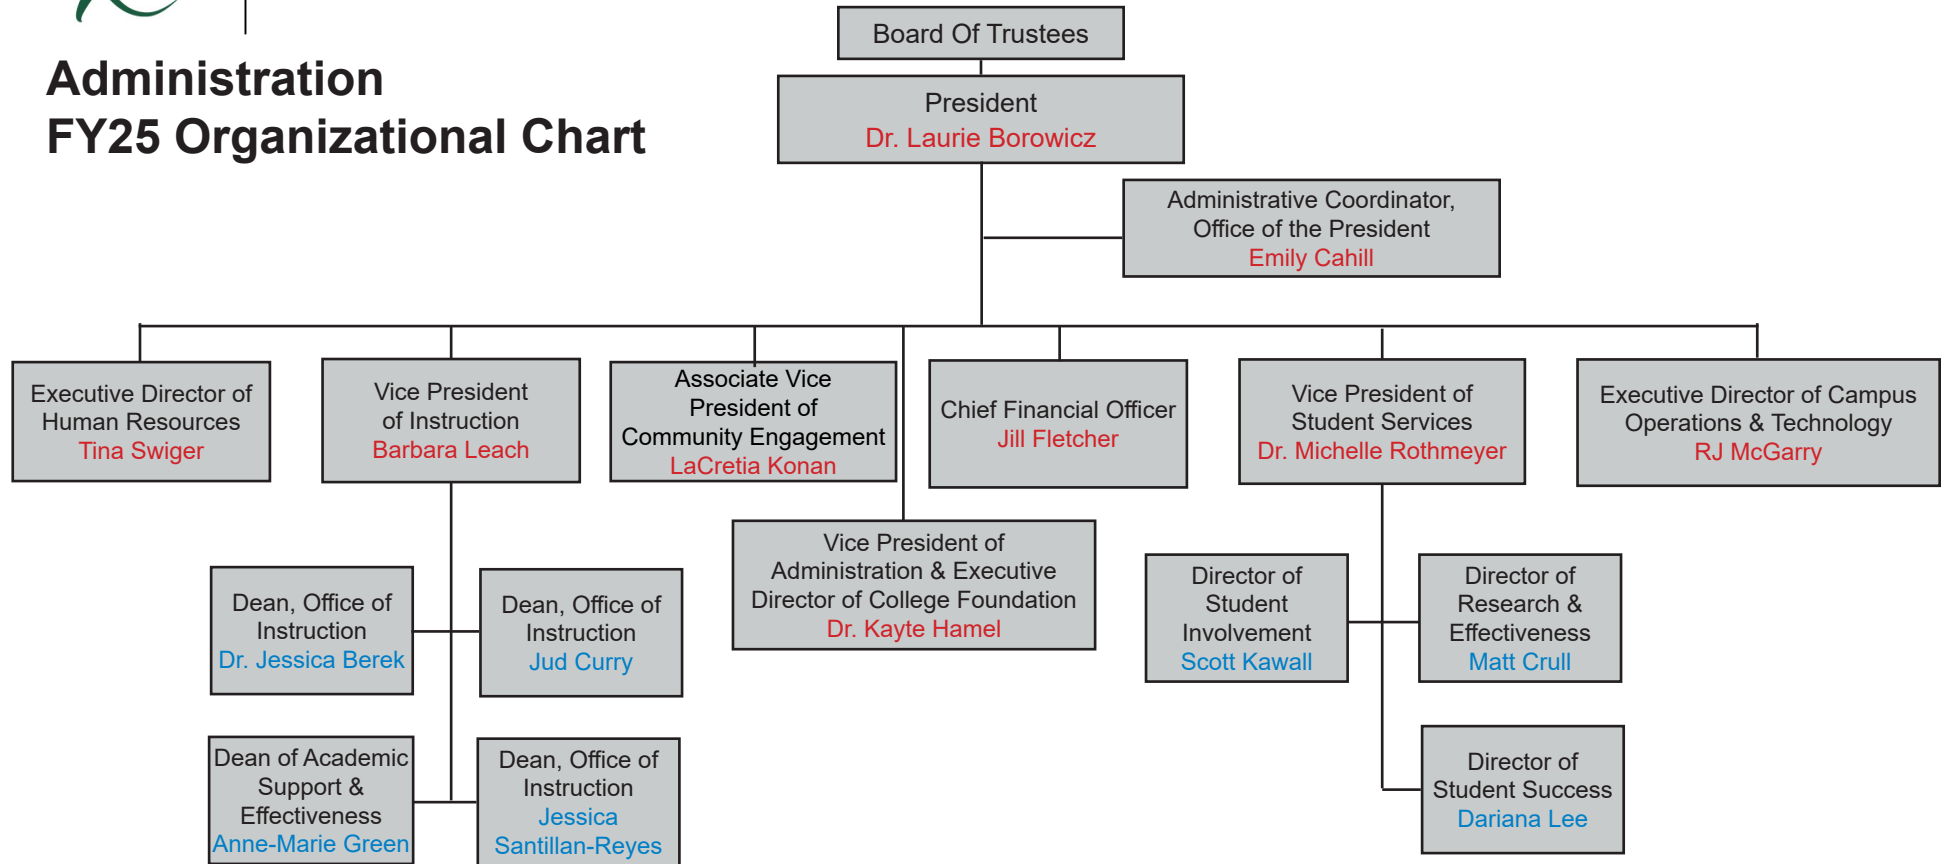 Administration
FY25 Organizational Chart
Board Of Trustees
President
Dr. Laurie Borowicz
Administrative Coordinator,
Office of the President
Emily Cahill
Executive Director of
Human Resources
Tina Swiger
Vice President
of Instruction
Barbara Leach
Associate Vice
President of
Community Engagement
LaCretia Konan
Chief Financial Officer
Jill Fletcher
Vice President of
Student Services
Dr. Michelle Rothmeyer
Executive Director of Campus
Operations & Technology
RJ McGarry
Vice President of
Administration & Executive
Director of College Foundation
Dr. Kayte Hamel
Dean, Office of
Instruction
Dr. Jessica Berek
Dean, Office of
Instruction
Jud Curry
Director of
Student
Involvement
Scott Kawall
Director of
Research &
Effectiveness
Matt Crull
Dean of Academic
Support &
Effectiveness
Anne-Marie Green
Dean, Office of
Instruction
Jessica
Santillan-Reyes
Director of
Student Success
Dariana Lee